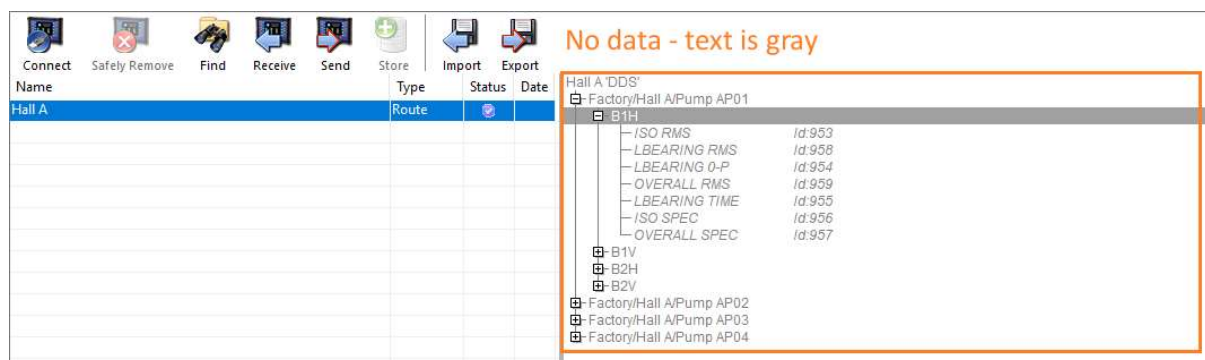 Connect Safely Remove Find Receive Send Store Import Export
No data - text is gray
Name Type Status Date
Hall A Route
Hall A 'DDS'
Factory/Hall A/Pump AP01
B1H
ISO RMS Id:953
LBEARING RMS Id:958
LBEARING 0-P Id:954
OVERALL RMS Id:959
LBEARING TIME Id:955
ISO SPEC Id:956
OVERALL SPEC Id:957
B1V
B2H
B2V
Factory/Hall A/Pump AP02
Factory/Hall A/Pump AP03
Factory/Hall A/Pump AP04